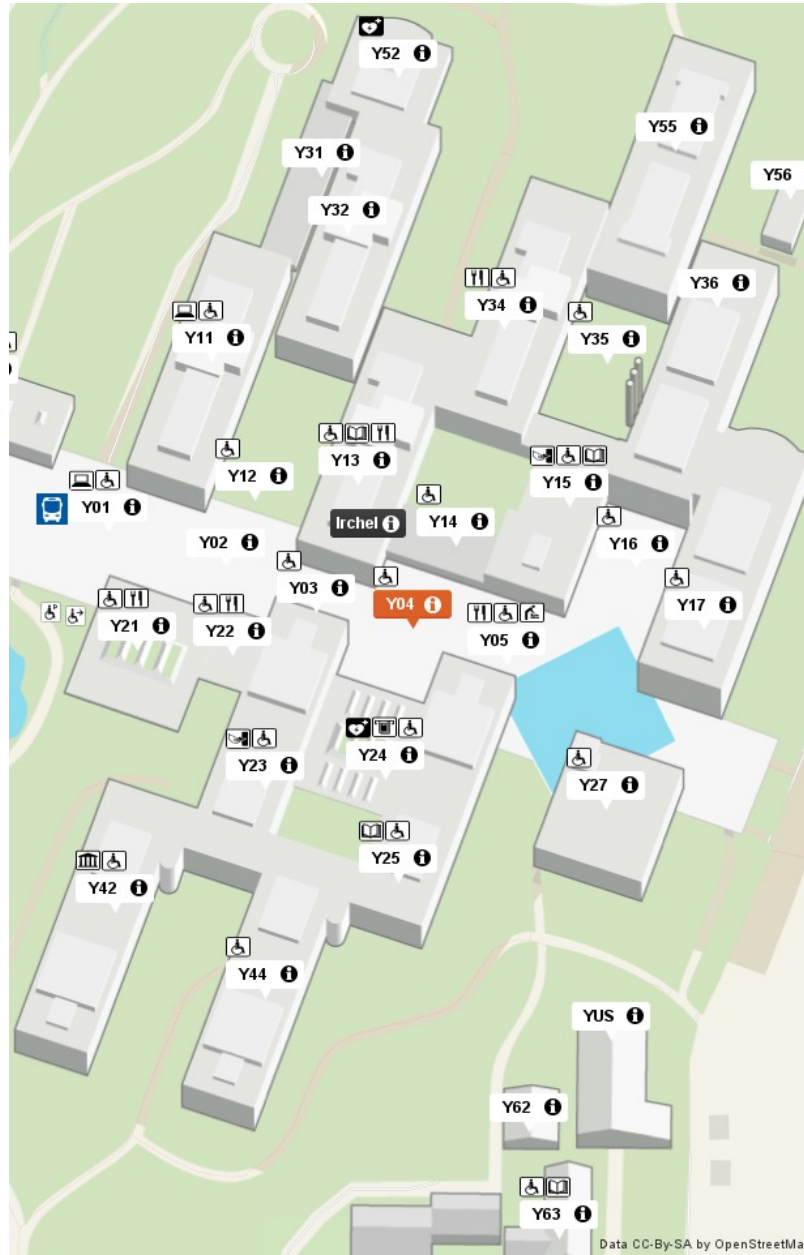 Y52
Y55
Y31
Y56
Y32
Y36
Y34
Y11
Y35
Y13
Y12
Y15
Y01
Irchel
Y14
Y02
Y16
Y03
Y04
Y17
Y21
Y22
Y05
Y24
Y23
Y27
Y25
Y42
Y44
YUS
Y62
Y63
Data CC-By-SA by OpenStreetMa